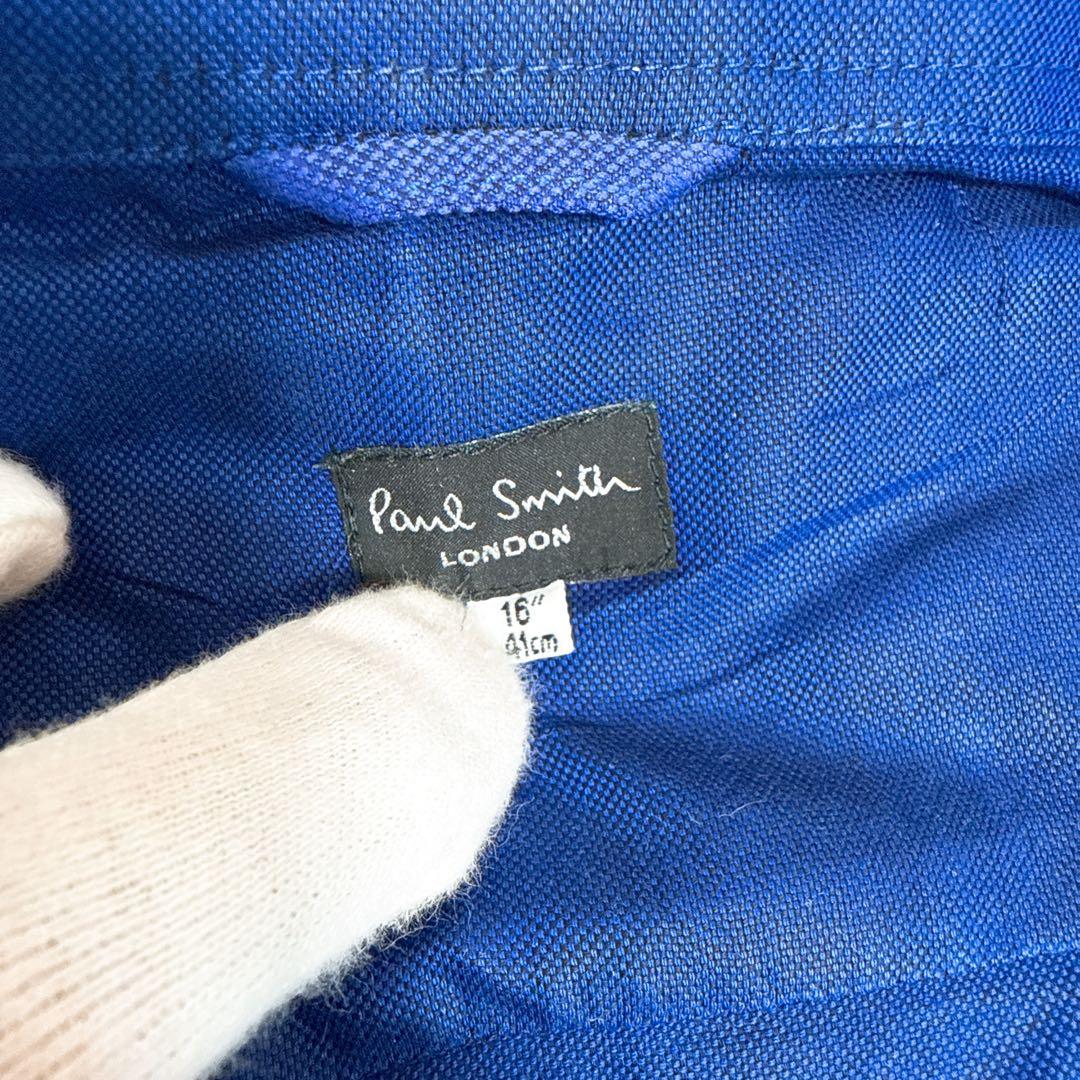 Paul Smith
LONDON
16"
41cm